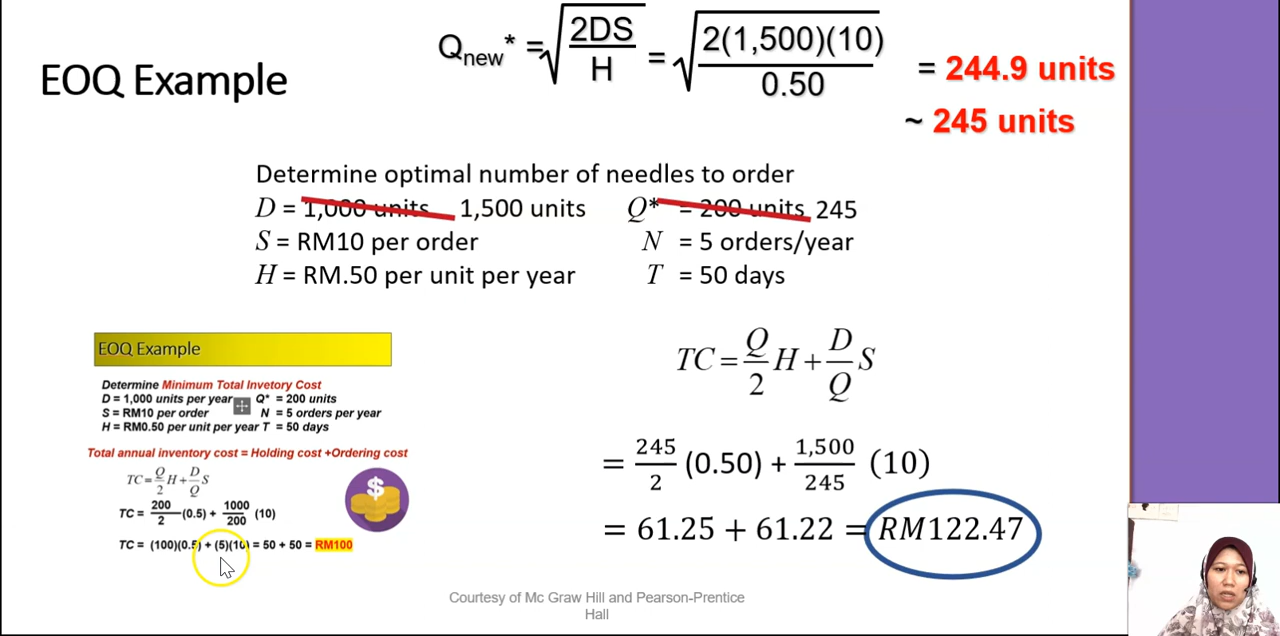 EOQ Example
Qnew* = √(2DS / H) = √(2(1,500)(10) / 0.50) = 244.9 units
~ 245 units
Determine optimal number of needles to order
D = 1,000 units 1,500 units Q* = 200 units 245
S = RM10 per order N = 5 orders/year
H = RM.50 per unit per year T = 50 days
EOQ Example
Determine Minimum Total Invetory Cost
D = 1,000 units per year Q* = 200 units
S = RM10 per order N = 5 orders per year
H = RM0.50 per unit per year T = 50 days
Total annual inventory cost = Holding cost +Ordering cost
TC = Q/2 H + D/Q S
TC = 200/2 (0.5) + 1000/200 (10)
TC = (100)(0.5) + (5)(10) = 50 + 50 = RM100
$
TC = Q/2 H + D/Q S
= 245/2 (0.50) + 1,500/245 (10)
= 61.25 + 61.22 = RM122.47
Courtesy of Mc Graw Hill and Pearson-Prentice
Hall